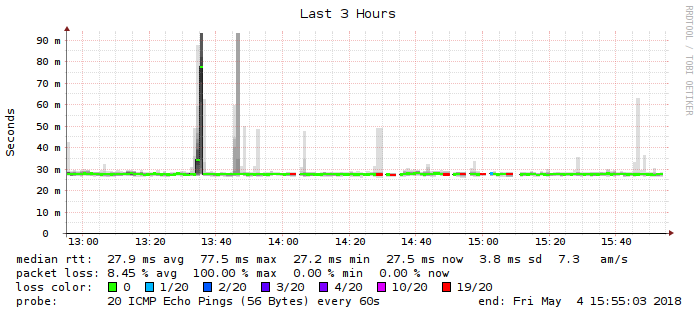 Last 3 Hours
RRDTOOL / TOBI OETIKER
Seconds
90 m
80 m
70 m
60 m
50 m
40 m
30 m
20 m
10 m
0
13:00 13:20 13:40 14:00 14:20 14:40 15:00 15:20 15:40
median rtt: 27.9 ms avg 77.5 ms max 27.2 ms min 27.5 ms now 3.8 ms sd 7.3 am/s
packet loss: 8.45 % avg 100.00 % max 0.00 % min 0.00 % now
loss color: 0 1/20 2/20 3/20 4/20 10/20 19/20
probe: 20 ICMP Echo Pings (56 Bytes) every 60s end: Fri May 4 15:55:03 2018